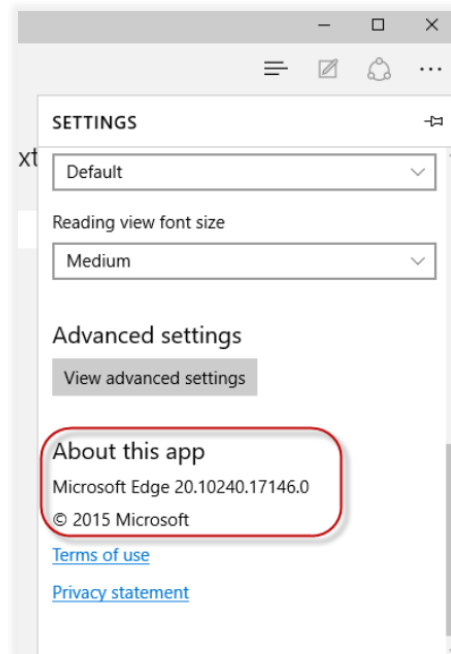 SETTINGS
xt
Default
Reading view font size
Medium
Advanced settings
View advanced settings
About this app
Microsoft Edge 20.10240.17146.0
© 2015 Microsoft
Terms of use
Privacy statement